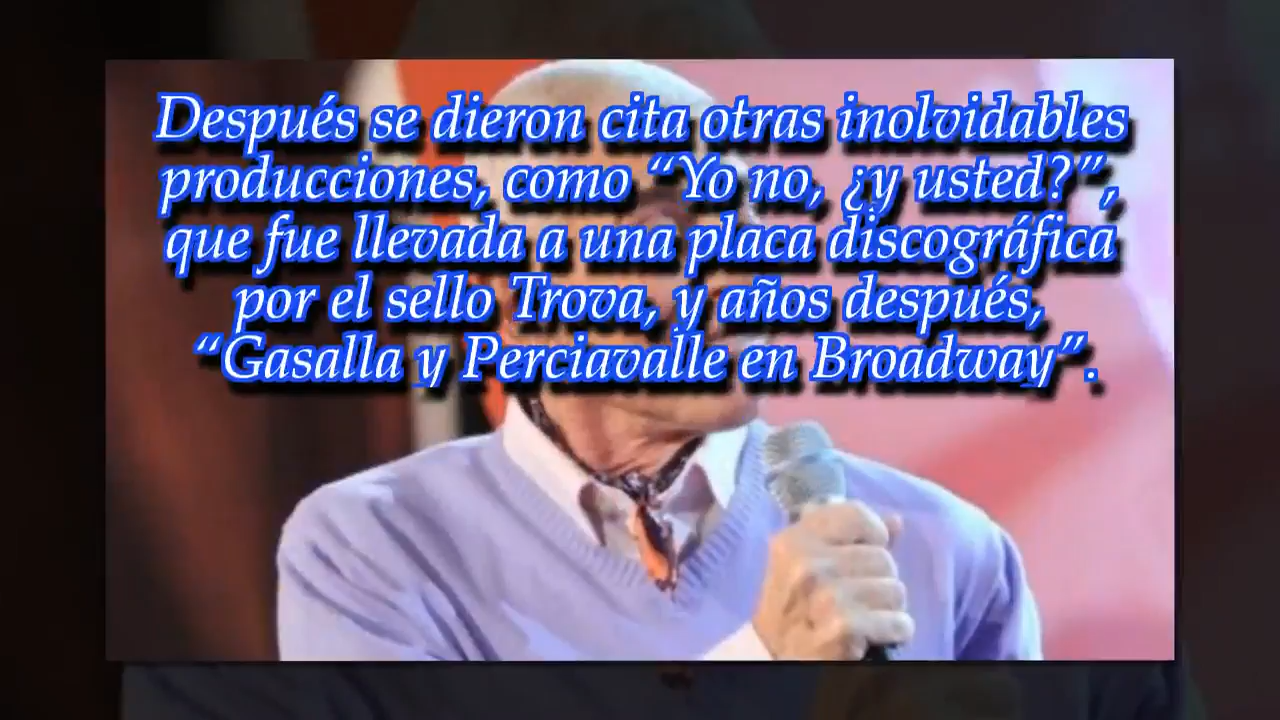 Después se dieron cita otras inolvidables
producciones, como “Yo no, ¿y usted?”,
que fue llevada a una placa discográfica
por el sello Trova, y años después,
“Gasalla y Perciavalle en Broadway”.